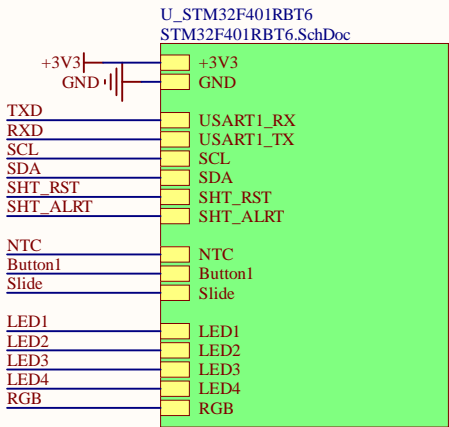 U_STM32F401RBT6
STM32F401RBT6.SchDoc
+3V3 +3V3
GND GND
TXD USART1_RX
RXD USART1_TX
SCL SCL
SDA SDA
SHT_RST SHT_RST
SHT_ALRT SHT_ALRT
NTC NTC
Button1 Button1
Slide Slide
LED1 LED1
LED2 LED2
LED3 LED3
LED4 LED4
RGB RGB